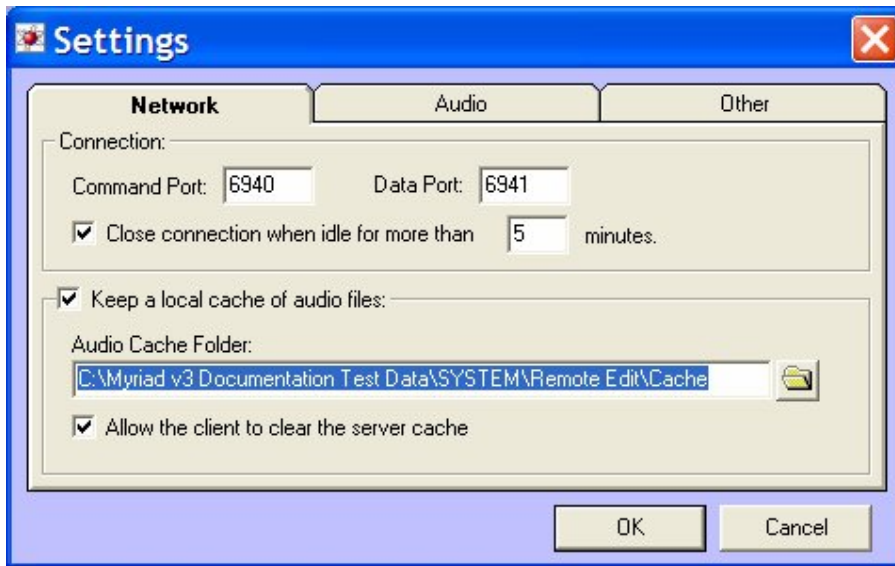 Settings
Network Audio Other
Connection:
Command Port: 6940 Data Port: 6941
Close connection when idle for more than 5 minutes.
Keep a local cache of audio files:
Audio Cache Folder:
C:\Myriad v3 Documentation Test Data\SYSTEM\Remote Edit\Cache
Allow the client to clear the server cache
OK Cancel